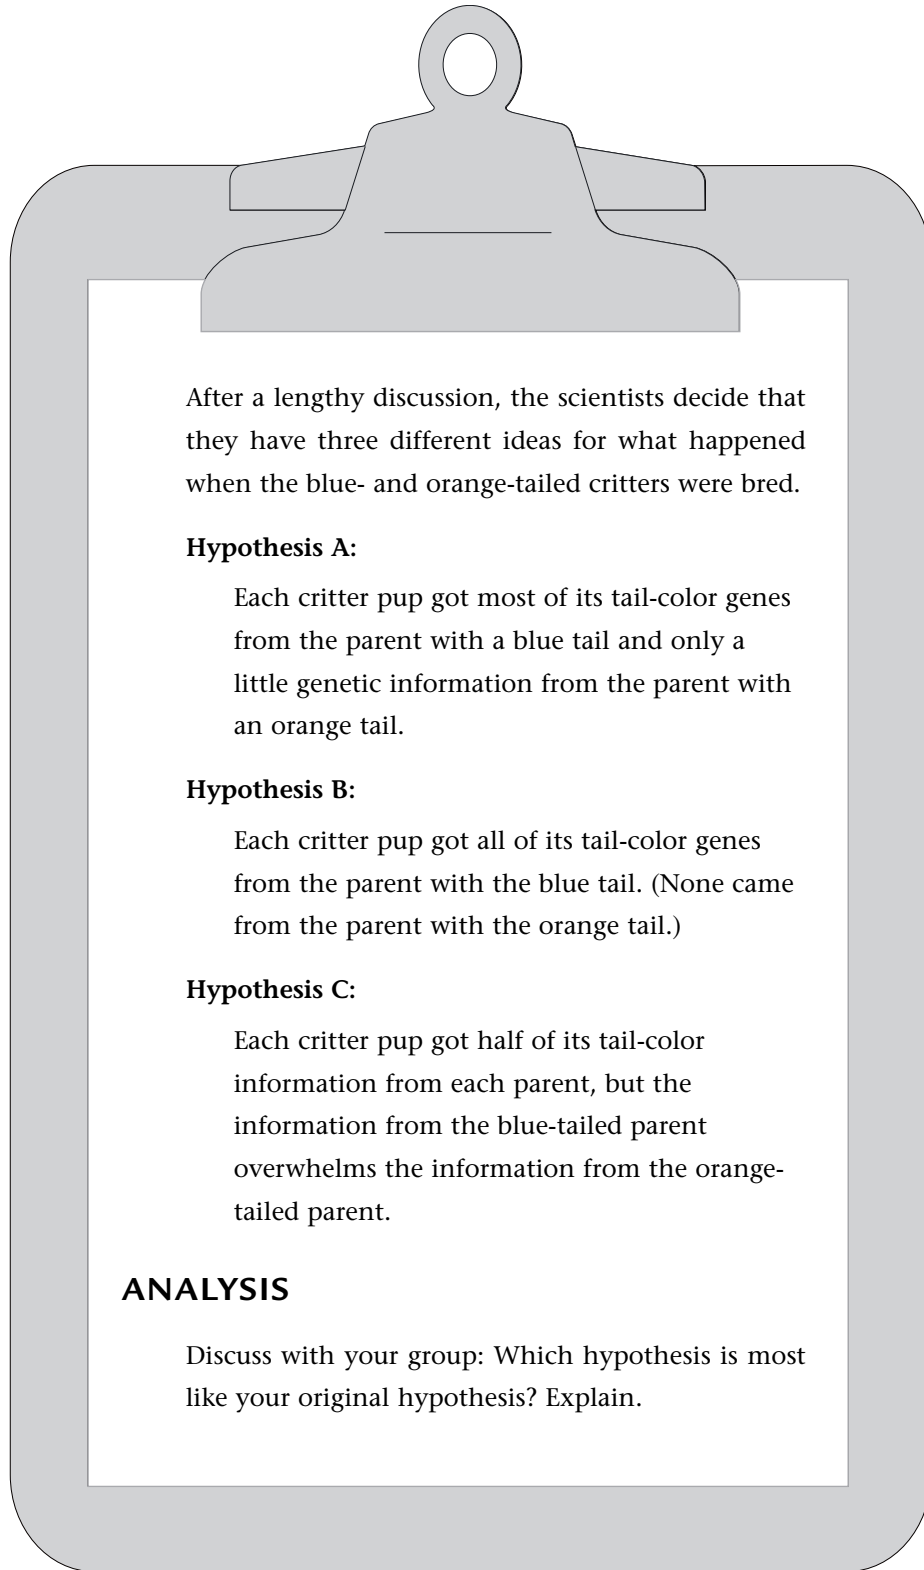 After a lengthy discussion, the scientists decide that
they have three different ideas for what happened
when the blue- and orange-tailed critters were bred.
Hypothesis A:
Each critter pup got most of its tail-color genes
from the parent with a blue tail and only a
little genetic information from the parent with
an orange tail.
Hypothesis B:
Each critter pup got all of its tail-color genes
from the parent with the blue tail. (None came
from the parent with the orange tail.)
Hypothesis C:
Each critter pup got half of its tail-color
information from each parent, but the
information from the blue-tailed parent
overwhelms the information from the orange-
tailed parent.
ANALYSIS
Discuss with your group: Which hypothesis is most
like your original hypothesis? Explain.